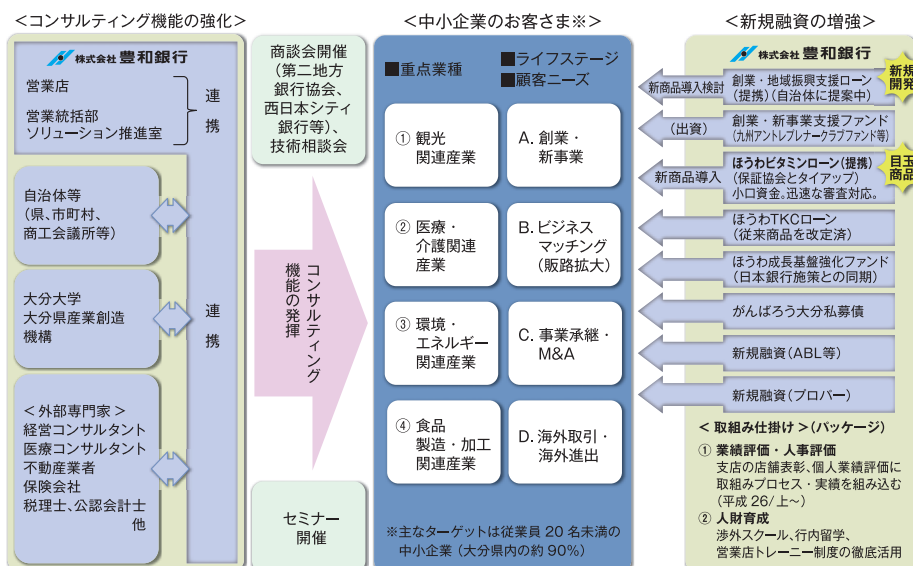 ＜コンサルティング機能の強化＞
株式会社 豊和銀行
営業店
営業統括部
ソリューション推進室
連
携
自治体等
（県、市町村、
商工会議所等）
大分大学
大分県産業創造
機構
連
携
＜外部専門家＞
経営コンサルタント
医療コンサルタント
不動産業者
保険会社
税理士、公認会計士
他
商談会開催
（第二地方
銀行協会、
西日本シティ
銀行等）、
技術相談会
コンサルティング
機能の発揮
セミナー
開催
＜中小企業のお客さま※＞
■重点業種
■ライフステージ
■顧客ニーズ
① 観光
関連産業
A. 創業・
新事業
② 医療・
介護関連
産業
B. ビジネス
マッチング
（販路拡大）
③ 環境・
エネルギー
関連産業
C. 事業承継・
M&A
④ 食品
製造・加工
関連産業
D. 海外取引・
海外進出
※主なターゲットは従業員 20 名未満の
中小企業（大分県内の約 90%）
＜新規融資の増強＞
株式会社 豊和銀行
新規
開発
新商品導入検討
創業・地域振興支援ローン
（提携）（自治体に提案中）
（出資）
創業・新事業支援ファンド
（九州アントレプレナークラブファンド等）
目玉
商品
新商品導入
ほうわビタミンローン（提携）
（保証協会とタイアップ）
小口資金。迅速な審査対応。
ほうわTKCローン
（従来商品を改定済）
ほうわ成長基盤強化ファンド
（日本銀行施策との同期）
がんばろう大分私募債
新規融資（ABL等）
新規融資（プロパー）
＜ 取組み仕掛け ＞（パッケージ）
① 業績評価・人事評価
支店の店舗表彰、個人業績評価に
取組みプロセス・実績を組み込む
（平成 26/ 上～）
② 人財育成
渉外スクール、行内留学、
営業店トレーニー制度の徹底活用